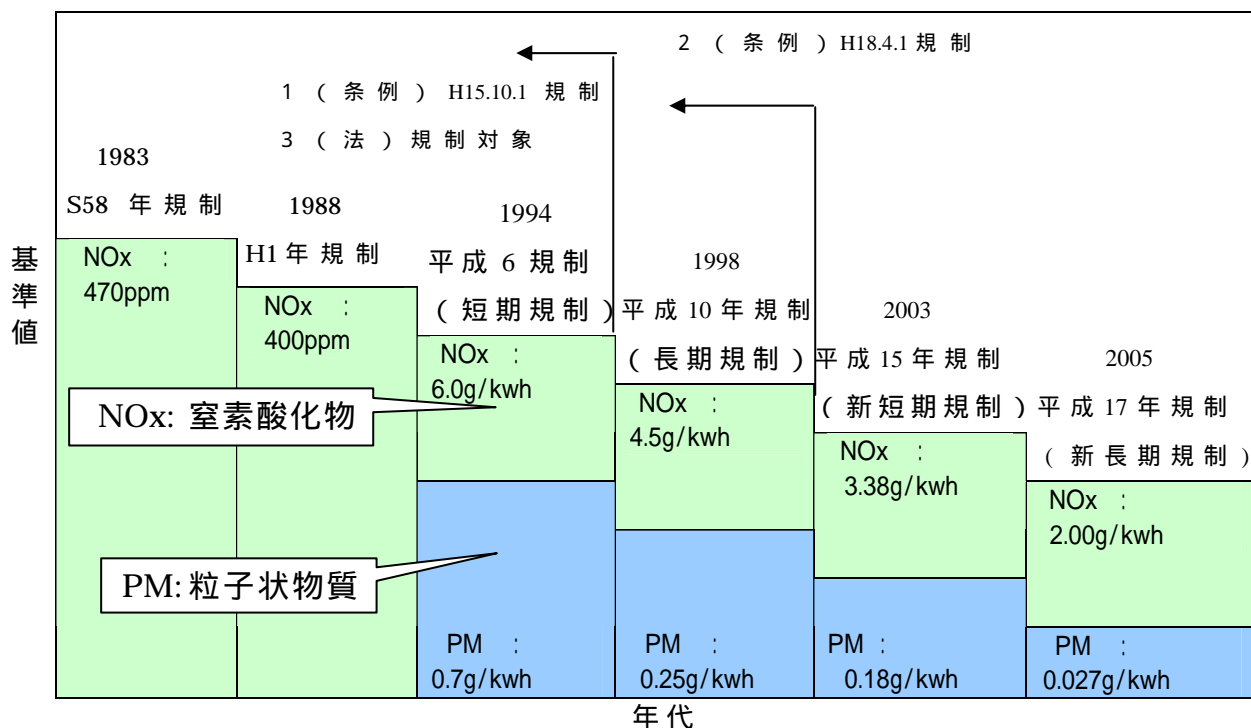 2 (条例) H18.4.1規制
1 (条例) H15.10.1 規制
3 (法) 規制対象
1983
S58 年規制
1988
H1年規制
1994
平成 6 規制
(短期規制)
1998
平成 10 年規制
(長期規制)
2003
平成 15 年規制
(新短期規制)
2005
平成 17 年規制
(新長期規制)
基準値
NOx :
470ppm
NOx :
400ppm
NOx :
6.0g/kwh
NOx :
4.5g/kwh
NOx :
3.38g/kwh
NOx :
2.00g/kwh
NOx: 窒素酸化物
PM: 粒子状物質
PM :
0.7g/kwh
PM :
0.25g/kwh
PM :
0.18g/kwh
PM :
0.027g/kwh
年代